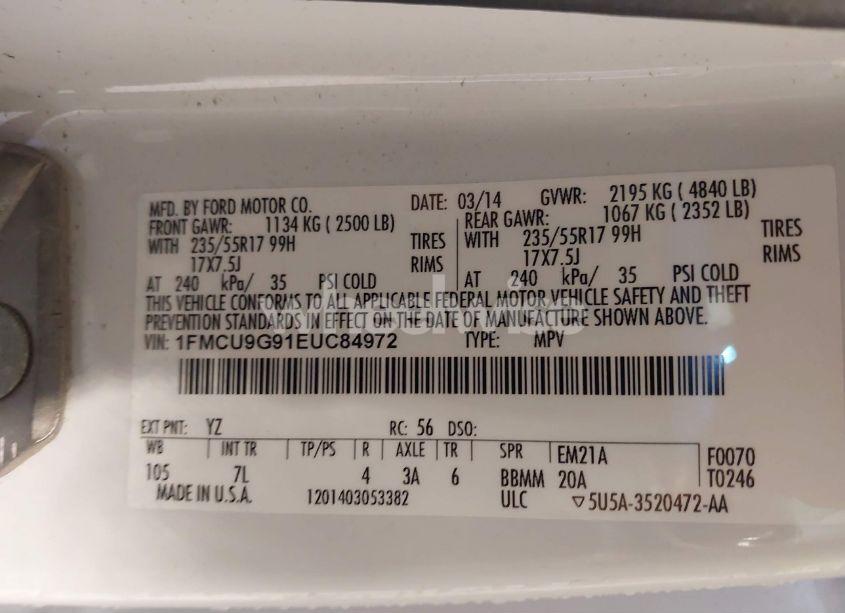 MFD. BY FORD MOTOR CO. DATE: 03/14 GVWR: 2195 KG ( 4840 LB)
FRONT GAWR: 1134 KG ( 2500 LB) REAR GAWR: 1067 KG ( 2352 LB)
WITH 235/55R17 99H TIRES WITH 235/55R17 99H TIRES
17X7.5J RIMS 17X7.5J RIMS
AT 240 kPa/ 35 PSI COLD AT 240 kPa/ 35 PSI COLD
THIS VEHICLE CONFORMS TO ALL APPLICABLE FEDERAL MOTOR VEHICLE SAFETY AND THEFT
PREVENTION STANDARDS IN EFFECT ON THE DATE OF MANUFACTURE SHOWN ABOVE.
VIN: 1FMCU9G91EUC84972 TYPE: MPV
EXT PNT: YZ RC: 56 DSO:
WB INT TR TP/PS R AXLE TR SPR EM21A F0070
105 7L 4 3A 6 BBMM 20A T0246
MADE IN U.S.A. 1201403053382 ULC ▽5U5A-3520472-AA